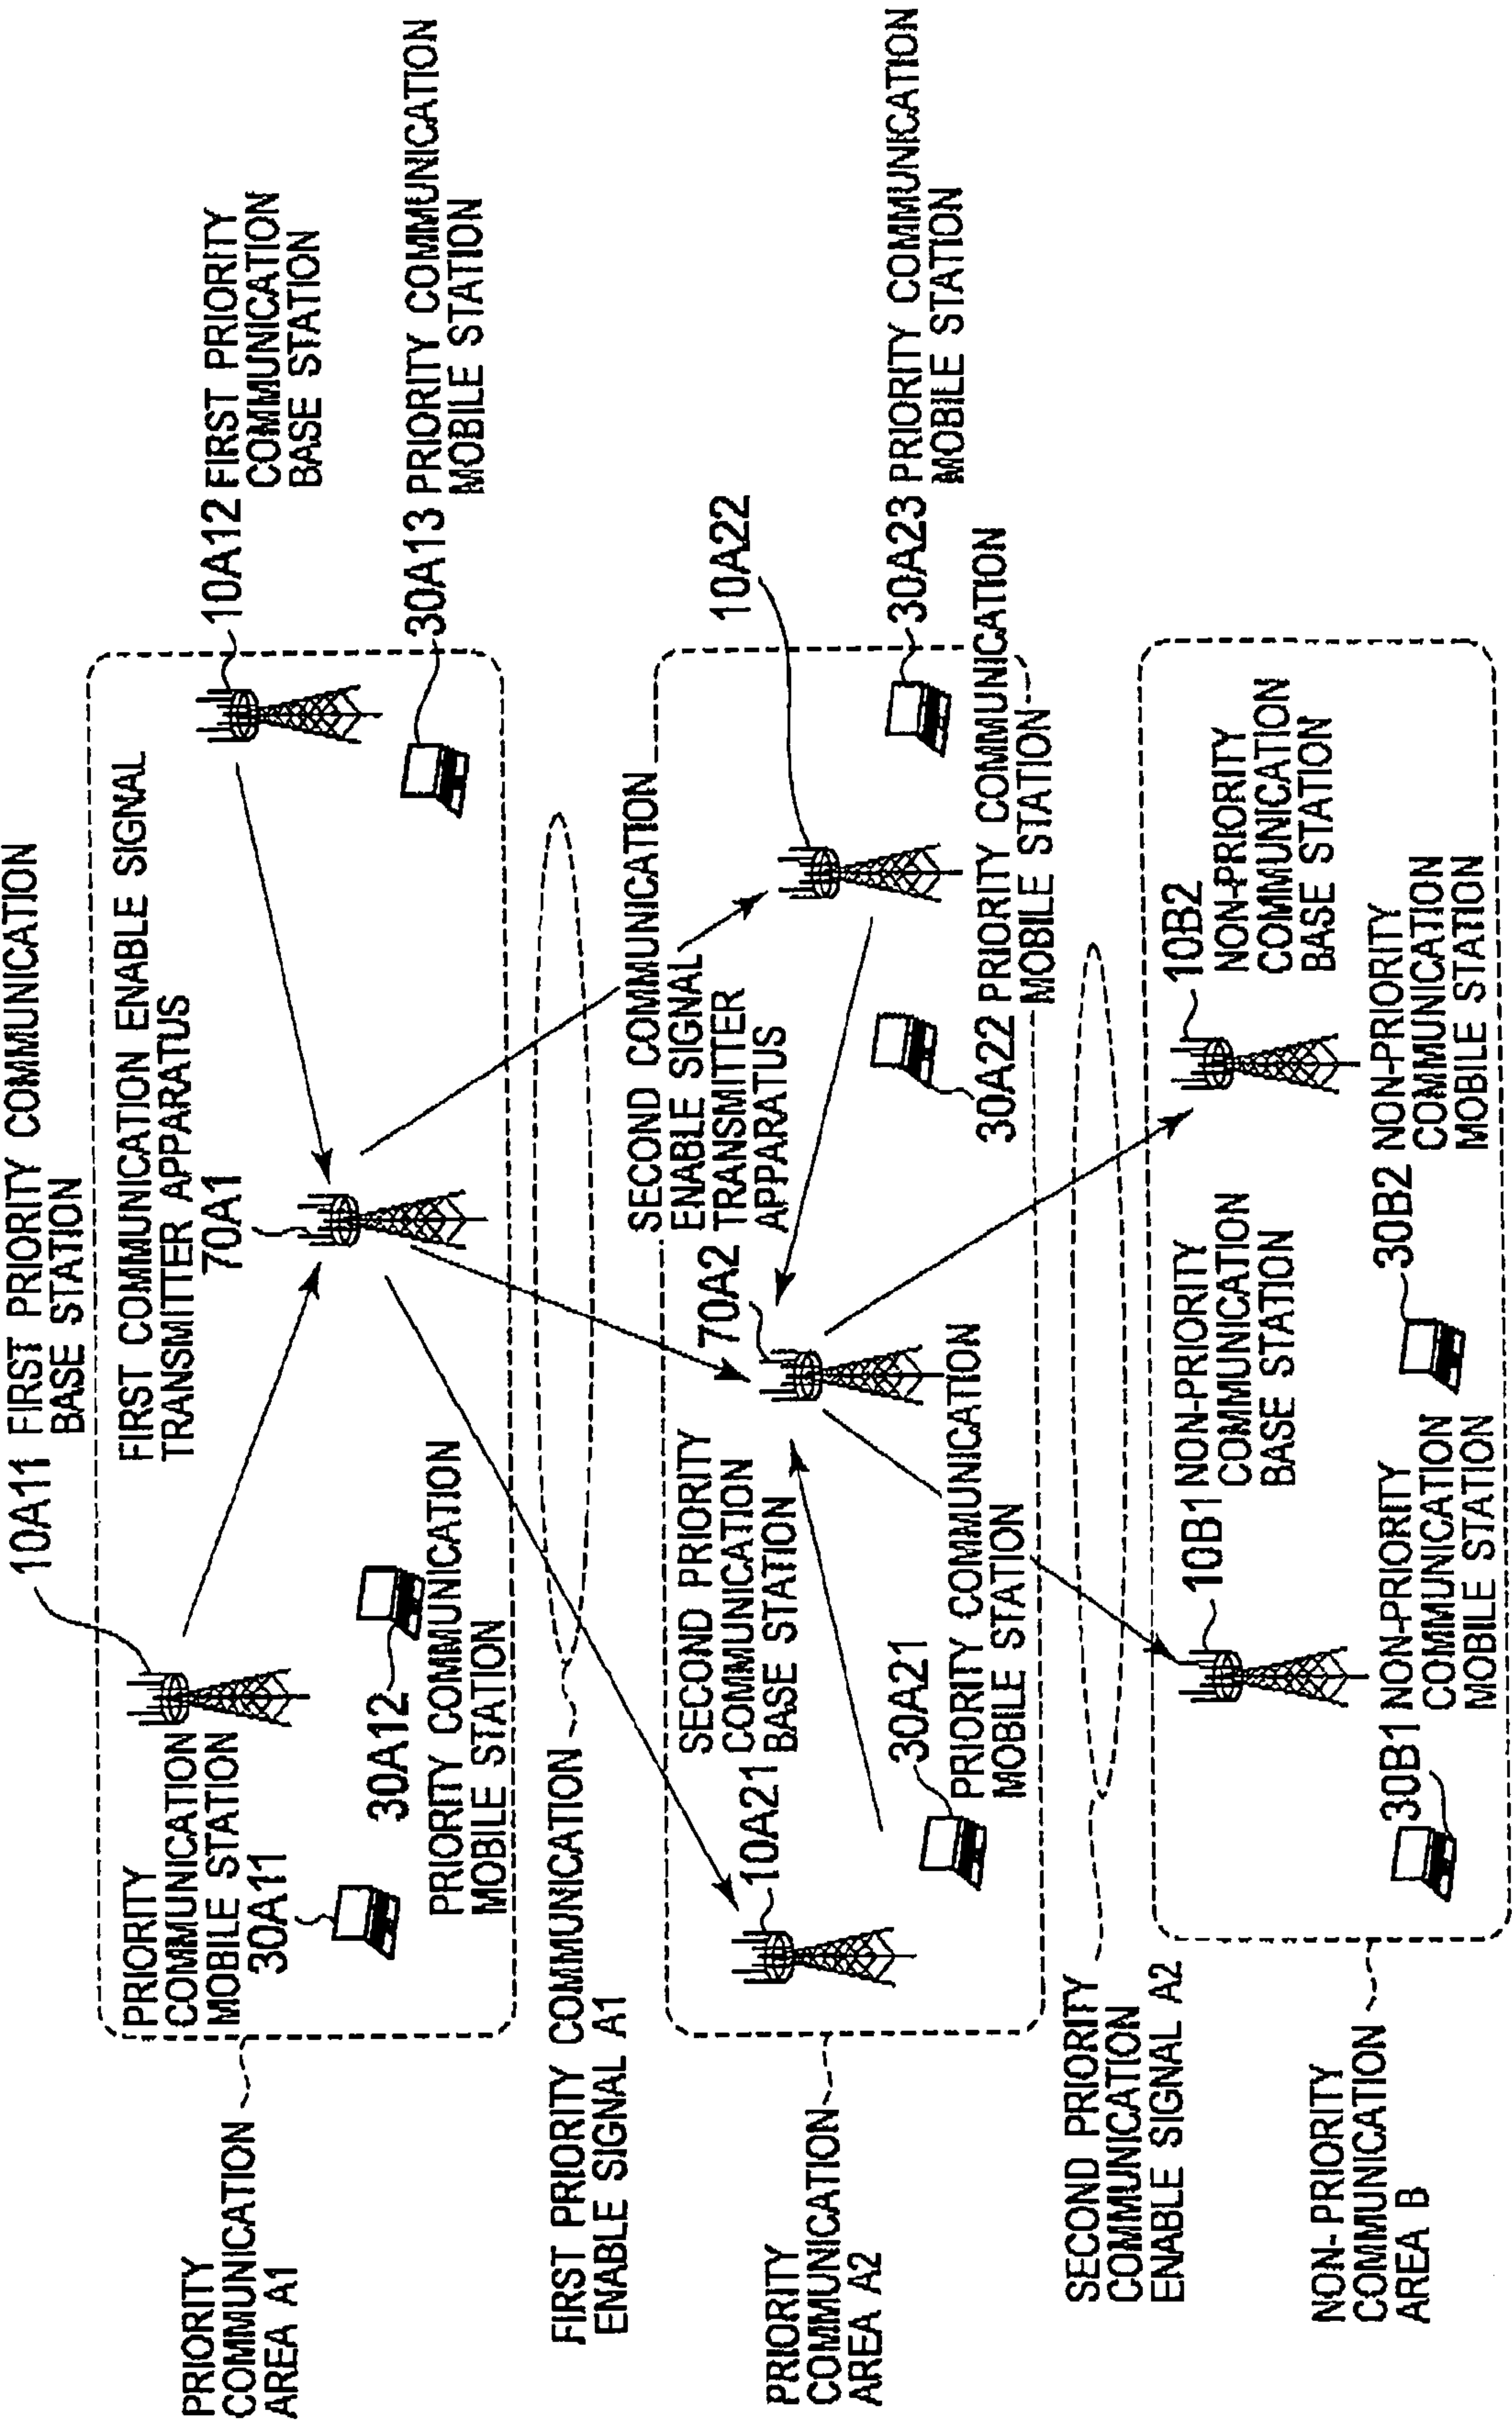 10A11 FIRST PRIORITY COMMUNICATION
BASE STATION
10A12 FIRST PRIORITY
COMMUNICATION
BASE STATION
PRIORITY
COMMUNICATION
AREA A1
PRIORITY
COMMUNICATION
MOBILE STATION
30A11
FIRST COMMUNICATION ENABLE SIGNAL
TRANSMITTER APPARATUS
70A1
30A12
PRIORITY COMMUNICATION
MOBILE STATION
30A13 PRIORITY COMMUNICATION
MOBILE STATION
FIRST PRIORITY COMMUNICATION
ENABLE SIGNAL A1
PRIORITY
COMMUNICATION
AREA A2
SECOND PRIORITY
COMMUNICATION
BASE STATION
10A21
SECOND COMMUNICATION
ENABLE SIGNAL
TRANSMITTER
APPARATUS
70A2
10A22
30A21
PRIORITY COMMUNICATION
MOBILE STATION
30A22 PRIORITY COMMUNICATION
MOBILE STATION
30A23 PRIORITY COMMUNICATION
MOBILE STATION
SECOND PRIORITY
COMMUNICATION
ENABLE SIGNAL A2
NON-PRIORITY
COMMUNICATION
AREA B
10B1 NON-PRIORITY
COMMUNICATION
BASE STATION
10B2
NON-PRIORITY
COMMUNICATION
BASE STATION
30B1 NON-PRIORITY
COMMUNICATION
MOBILE STATION
30B2 NON-PRIORITY
COMMUNICATION
MOBILE STATION